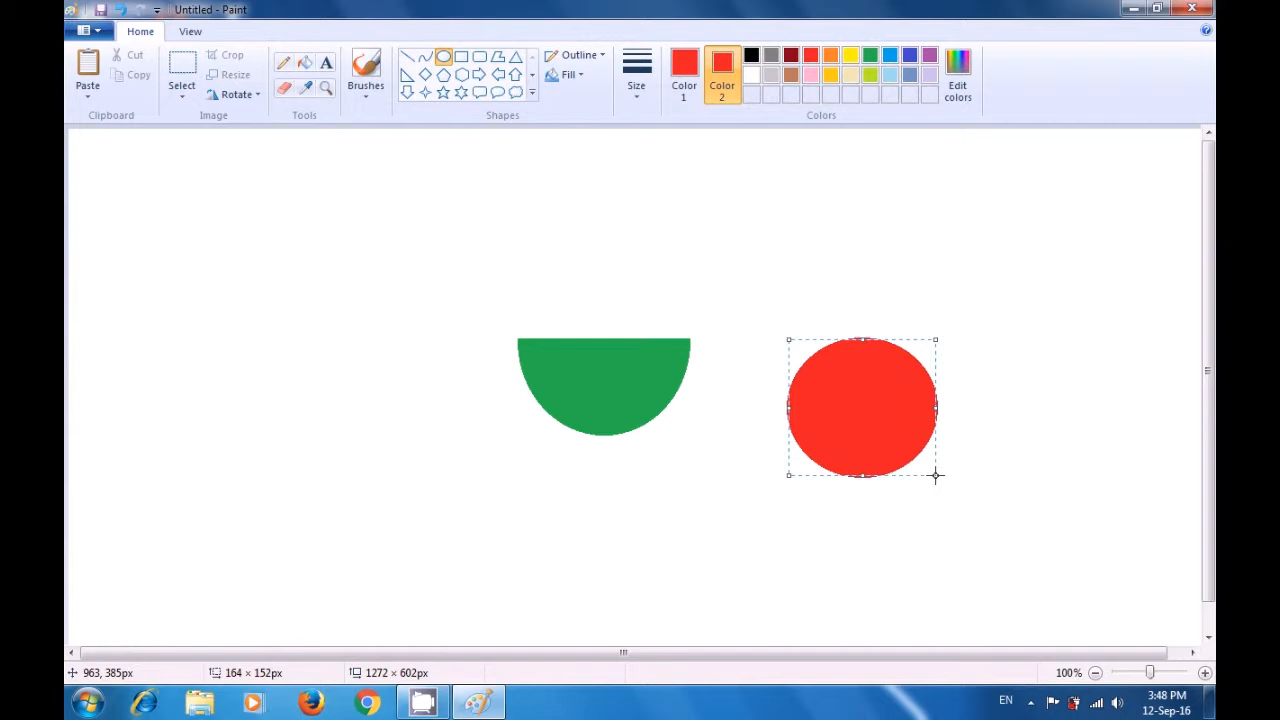 Untitled - Paint
Home View
Paste
Cut
Copy
Clipboard
Select
Crop
Resize
Rotate
Image
A
Tools
Brushes
Outline
Fill
Shapes
Size
Color 1
Color 2
Edit colors
Colors
963, 385px 164 × 152px 1272 × 602px 100%
EN 3:48 PM
12-Sep-16